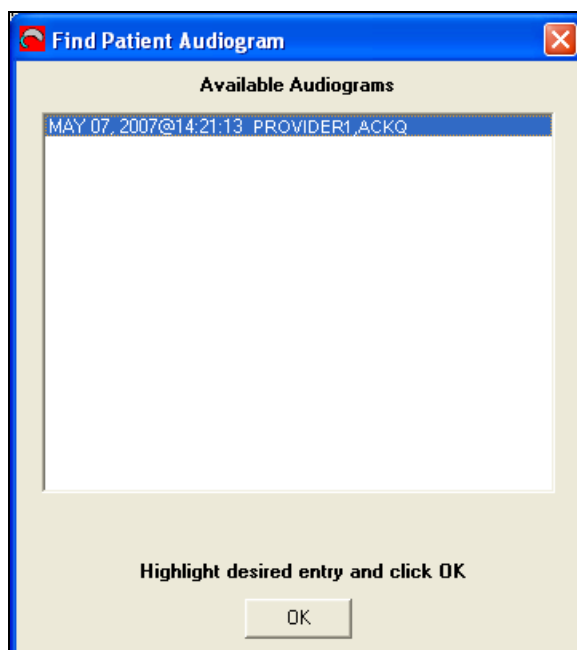 Find Patient Audiogram
Available Audiograms
MAY 07, 2007@14:21:13 PROVIDER1,ACKQ
Highlight desired entry and click OK
OK